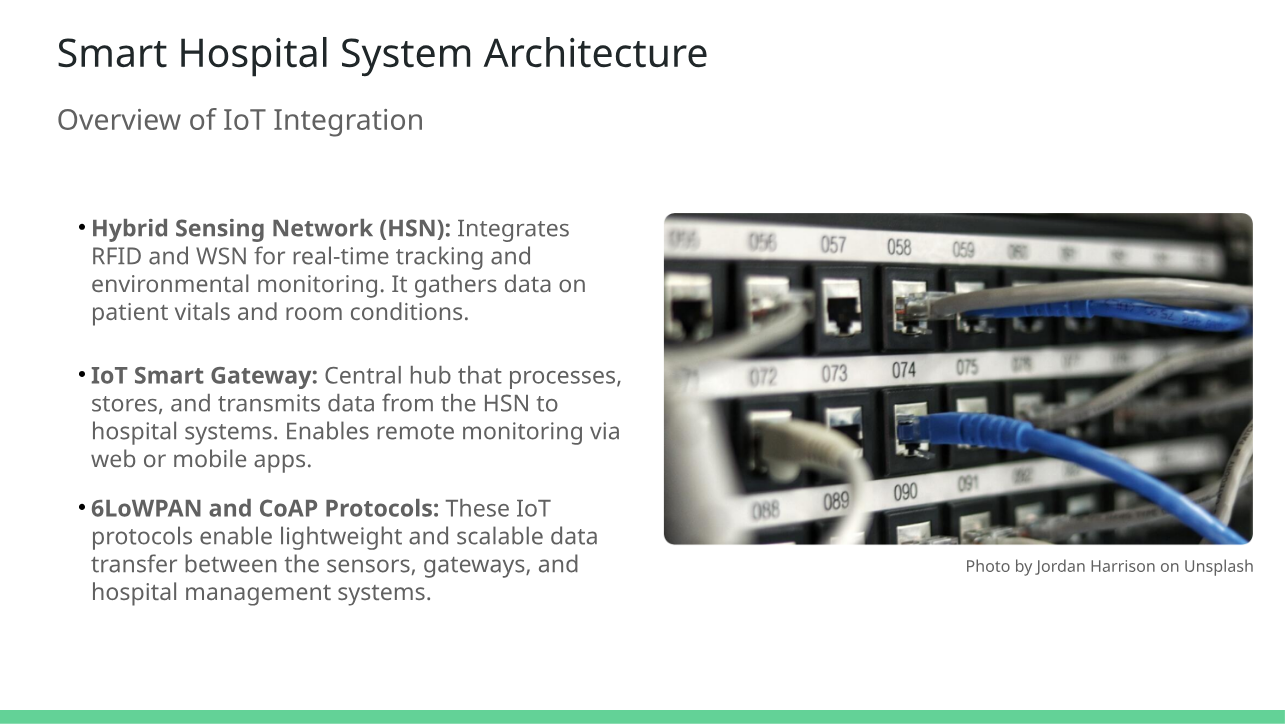 Smart Hospital System Architecture
Overview of IoT Integration
• Hybrid Sensing Network (HSN): Integrates
RFID and WSN for real-time tracking and
environmental monitoring. It gathers data on
patient vitals and room conditions.
• IoT Smart Gateway: Central hub that processes,
stores, and transmits data from the HSN to
hospital systems. Enables remote monitoring via
web or mobile apps.
• 6LoWPAN and CoAP Protocols: These IoT
protocols enable lightweight and scalable data
transfer between the sensors, gateways, and
hospital management systems.
056 057 058 059 060
072 073 074 075
088 089 090 091 092
Photo by Jordan Harrison on Unsplash